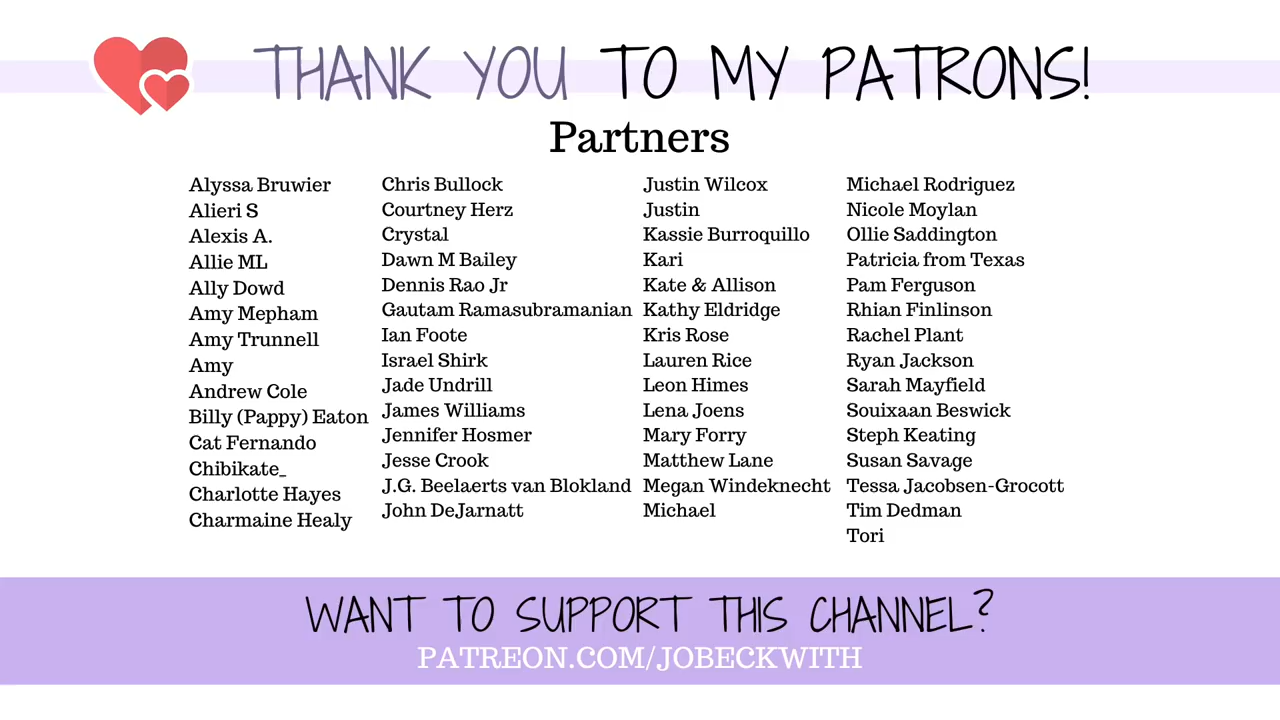 THANK YOU TO MY PATRONS!
Partners
Alyssa Bruwier
Alieri S
Alexis A.
Allie ML
Ally Dowd
Amy Mepham
Amy Trunnell
Amy
Andrew Cole
Billy (Pappy) Eaton
Cat Fernando
Chibikate_
Charlotte Hayes
Charmaine Healy
Chris Bullock
Courtney Herz
Crystal
Dawn M Bailey
Dennis Rao Jr
Gautam Ramasubramanian
Ian Foote
Israel Shirk
Jade Undrill
James Williams
Jennifer Hosmer
Jesse Crook
J.G. Beelaerts van Blokland
John DeJarnatt
Justin Wilcox
Justin
Kassie Burroquillo
Kari
Kate & Allison
Kathy Eldridge
Kris Rose
Lauren Rice
Leon Himes
Lena Joens
Mary Forry
Matthew Lane
Megan Windeknecht
Michael
Michael Rodriguez
Nicole Moylan
Ollie Saddington
Patricia from Texas
Pam Ferguson
Rhian Finlinson
Rachel Plant
Ryan Jackson
Sarah Mayfield
Souixaan Beswick
Steph Keating
Susan Savage
Tessa Jacobsen-Grocott
Tim Dedman
Tori
WANT TO SUPPORT THIS CHANNEL?
PATREON.COM/JOBECKWITH